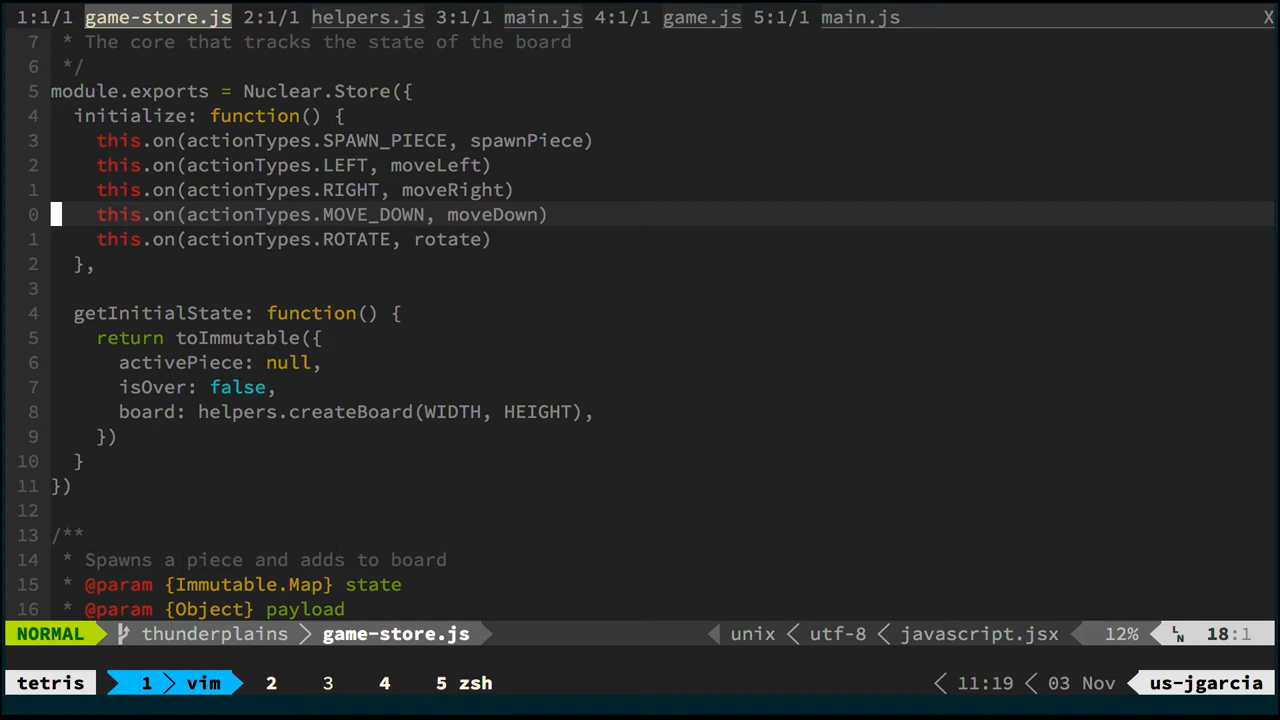 1:1/1 game-store.js 2:1/1 helpers.js 3:1/1 main.js 4:1/1 game.js 5:1/1 main.js X
7 * The core that tracks the state of the board
6 */
5 module.exports = Nuclear.Store({
4 initialize: function() {
3 this.on(actionTypes.SPAWN_PIECE, spawnPiece)
2 this.on(actionTypes.LEFT, moveLeft)
1 this.on(actionTypes.RIGHT, moveRight)
0 this.on(actionTypes.MOVE_DOWN, moveDown)
1 this.on(actionTypes.ROTATE, rotate)
2 },
3
4 getInitialState: function() {
5 return toImmutable({
6 activePiece: null,
7 isOver: false,
8 board: helpers.createBoard(WIDTH, HEIGHT),
9 })
10 }
11 })
12
13 /**
14 * Spawns a piece and adds to board
15 * @param {Immutable.Map} state
16 * @param {Object} payload
NORMAL thunderplains game-store.js unix utf-8 javascript.jsx 12% LN 18:1
tetris 1 vim 2 3 4 5 zsh 11:19 03 Nov us-jgarcia